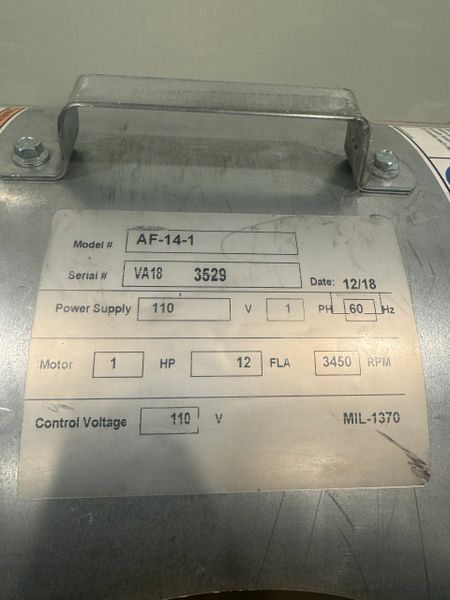 Model # AF-14-1
Serial # VA18 3529 Date: 12/18
Power Supply 110 V 1 PH 60 Hz
Motor 1 HP 12 FLA 3450 RPM
Control Voltage 110 V MIL-1370